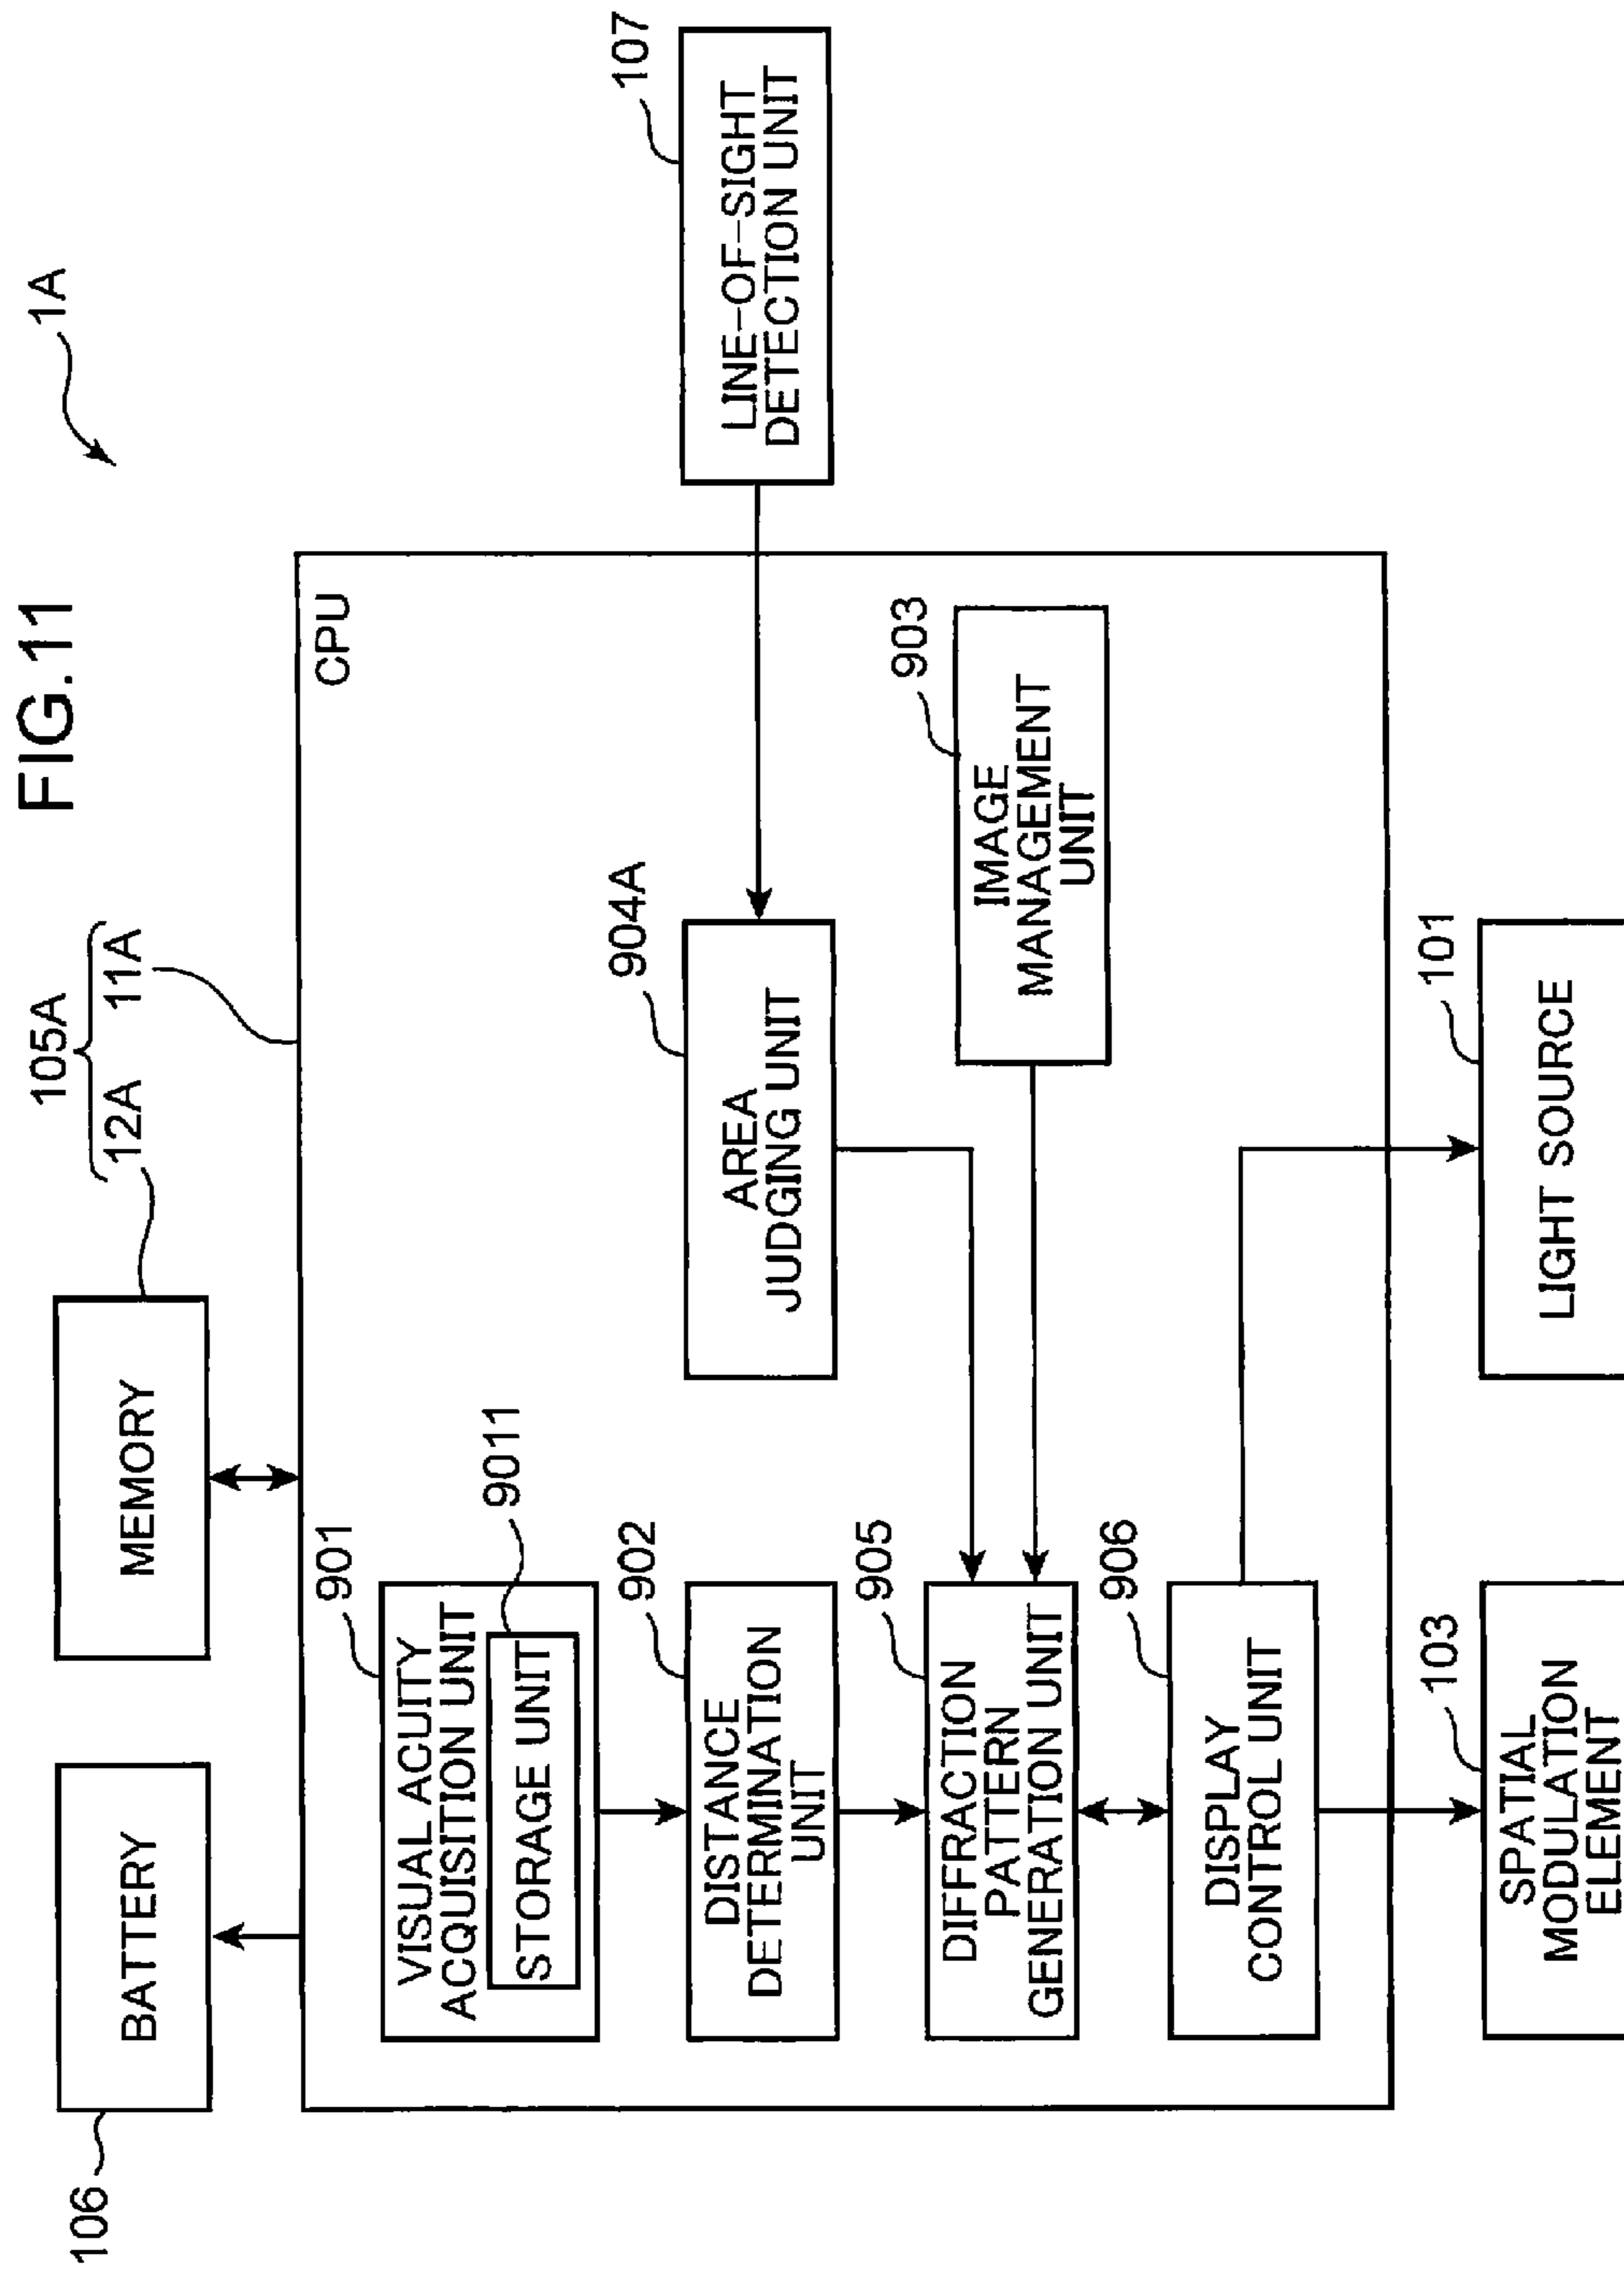 FIG.11
1A
105A
12A
11A
106
BATTERY
MEMORY
CPU
901
VISUAL ACUITY
ACQUISITION UNIT
9011
STORAGE UNIT
902
DISTANCE
DETERMINATION
UNIT
904A
AREA
JUDGING UNIT
107
LINE-OF-SIGHT
DETECTION UNIT
905
DIFFRACTION
PATTERN
GENERATION UNIT
903
IMAGE
MANAGEMENT
UNIT
906
DISPLAY
CONTROL UNIT
103
SPATIAL
MODULATION
ELEMENT
101
LIGHT SOURCE